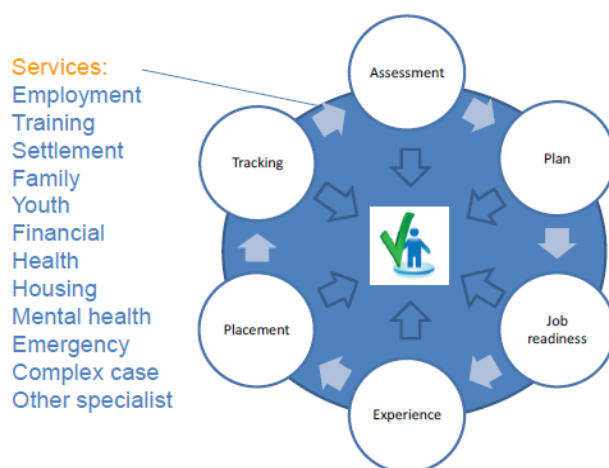 Services:
Employment
Training
Settlement
Family
Youth
Financial
Health
Housing
Mental health
Emergency
Complex case
Other specialist
Assessment
Plan
Job
readiness
Experience
Placement
Tracking